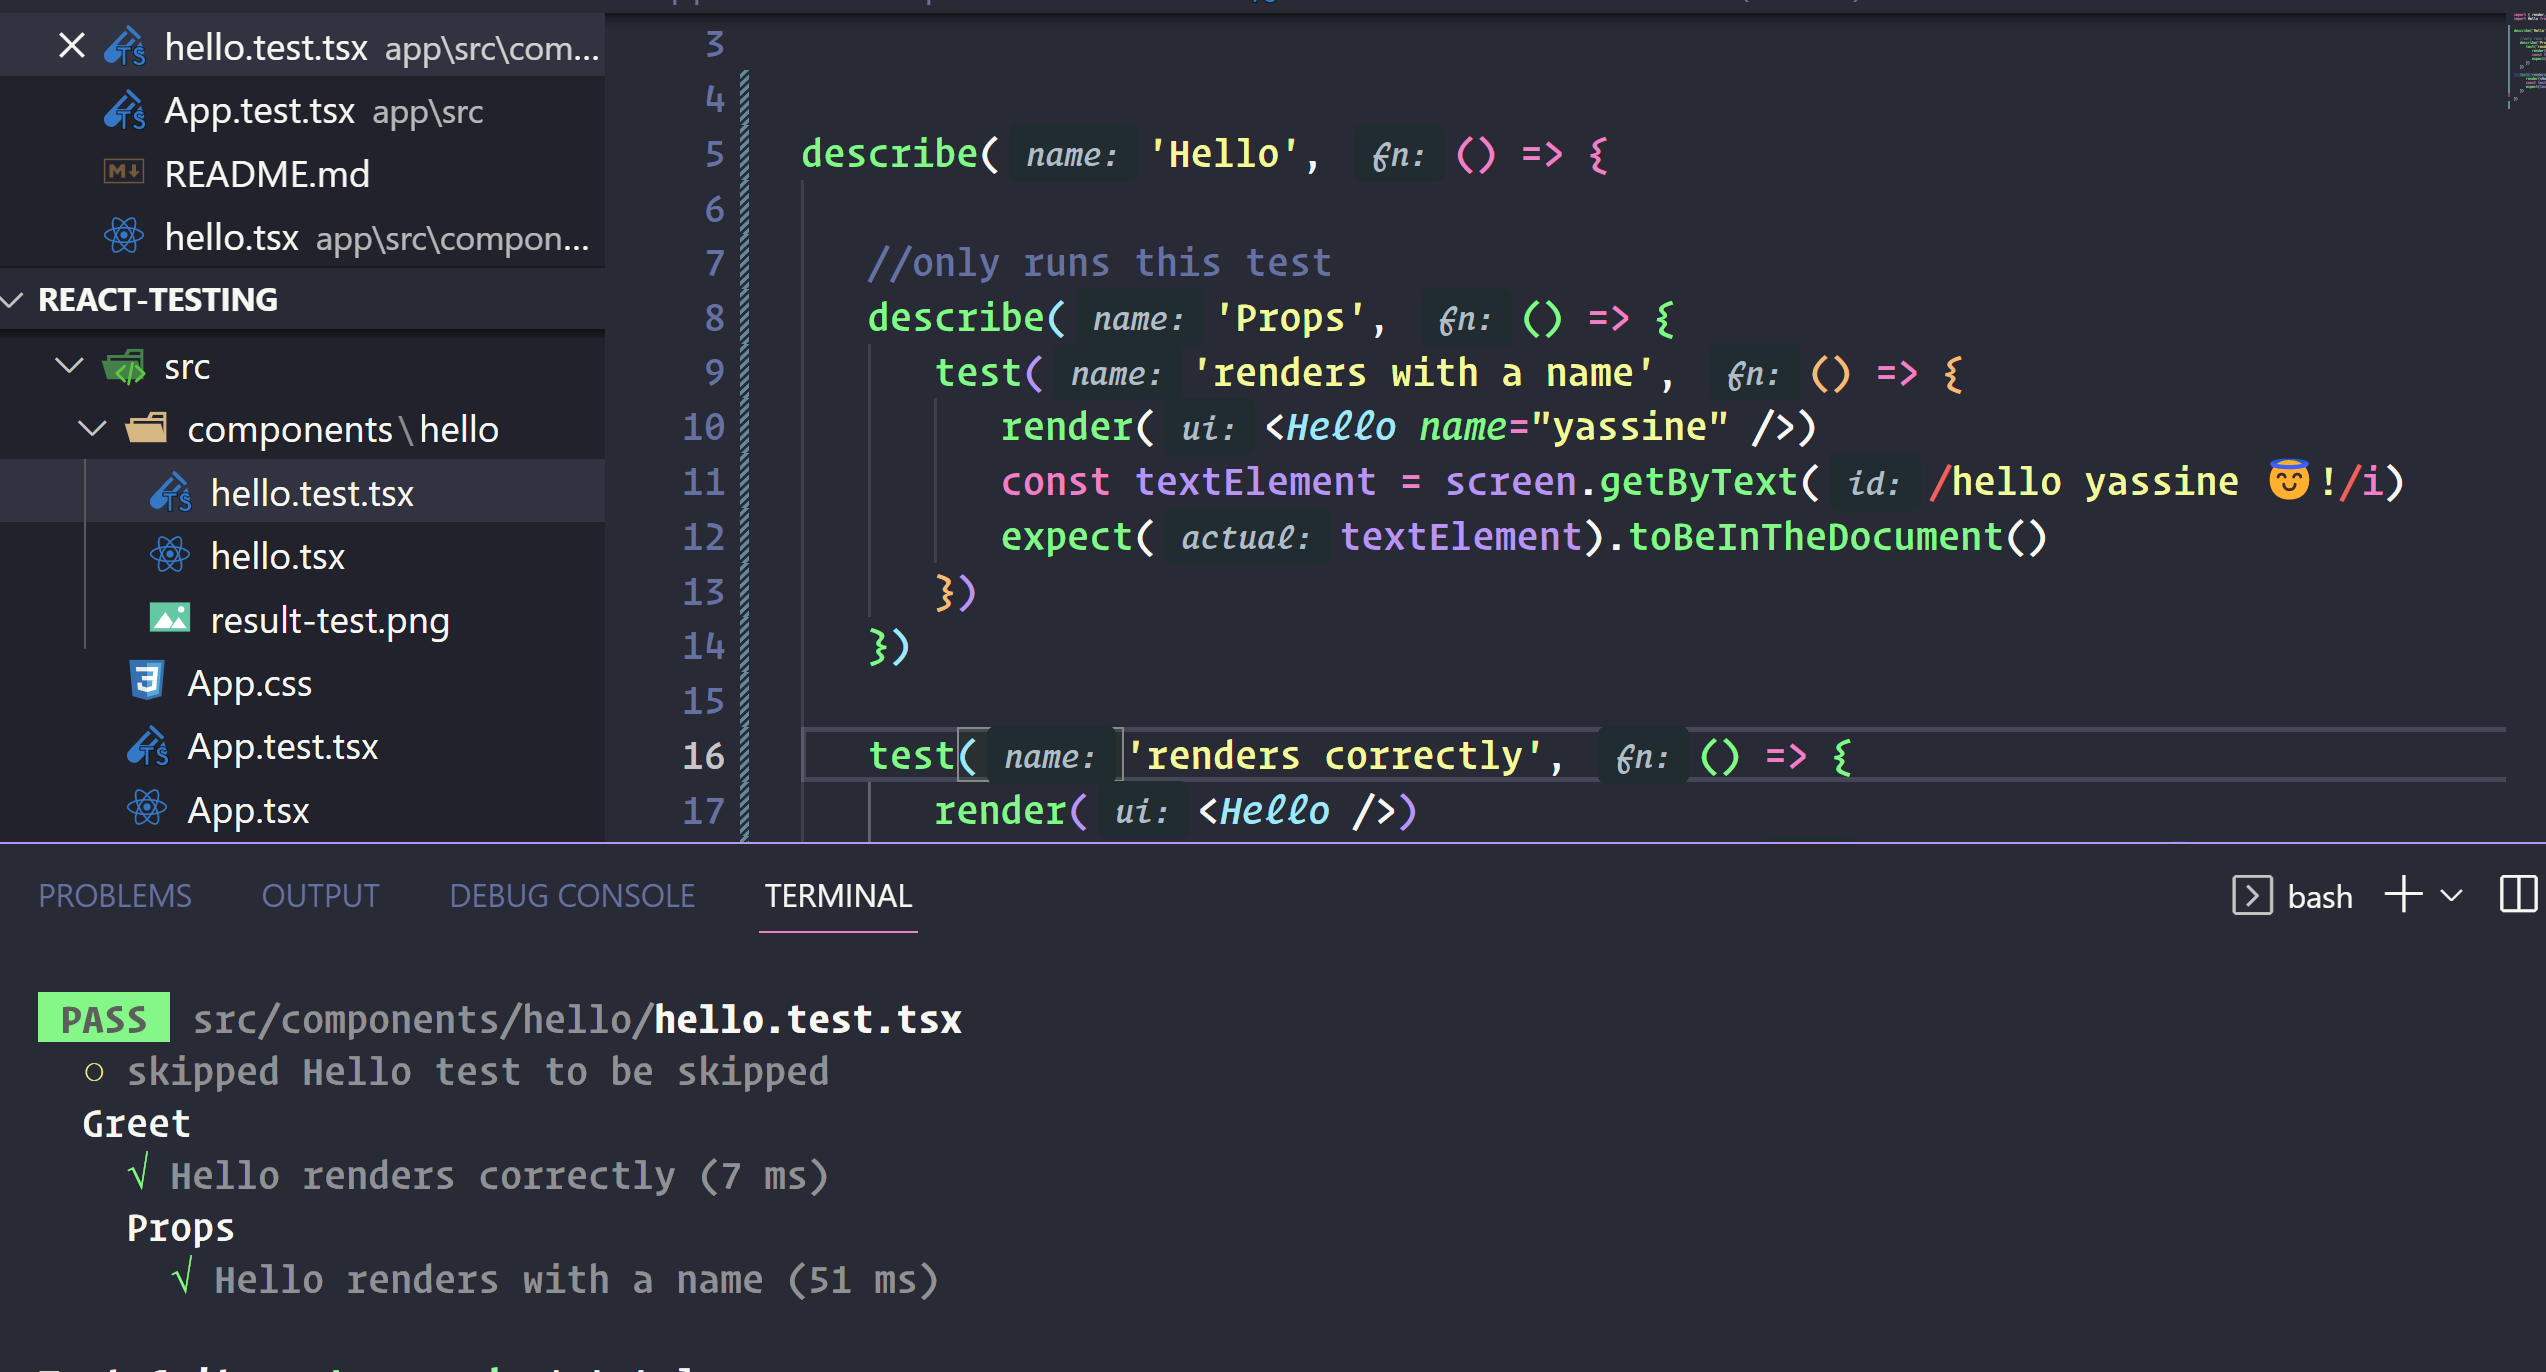 hello.test.tsx app\src\com...
App.test.tsx app\src
README.md
hello.tsx app\src\compon...
REACT-TESTING
src
components\hello
hello.test.tsx
hello.tsx
result-test.png
App.css
App.test.tsx
App.tsx
3
4
5 describe( name: 'Hello', fn: () => {
6
7 //only runs this test
8 describe( name: 'Props', fn: () => {
9 test( name: 'renders with a name', fn: () => {
10 render( ui: <Hello name="yassine" />)
11 const textElement = screen.getByText( id: /hello yassine 😇!/i)
12 expect( actual: textElement).toBeInTheDocument()
13 })
14 })
15
16 test( name: 'renders correctly', fn: () => {
17 render( ui: <Hello />)
PROBLEMS OUTPUT DEBUG CONSOLE TERMINAL bash
PASS src/components/hello/hello.test.tsx
○ skipped Hello test to be skipped
Greet
√ Hello renders correctly (7 ms)
Props
√ Hello renders with a name (51 ms)